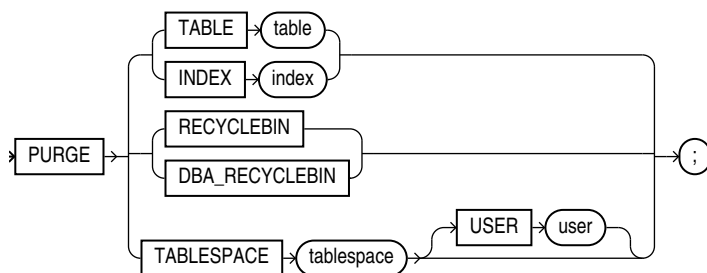 TABLE table
INDEX index
RECYCLEBIN
PURGE ;
DBA_RECYCLEBIN
USER user
TABLESPACE tablespace